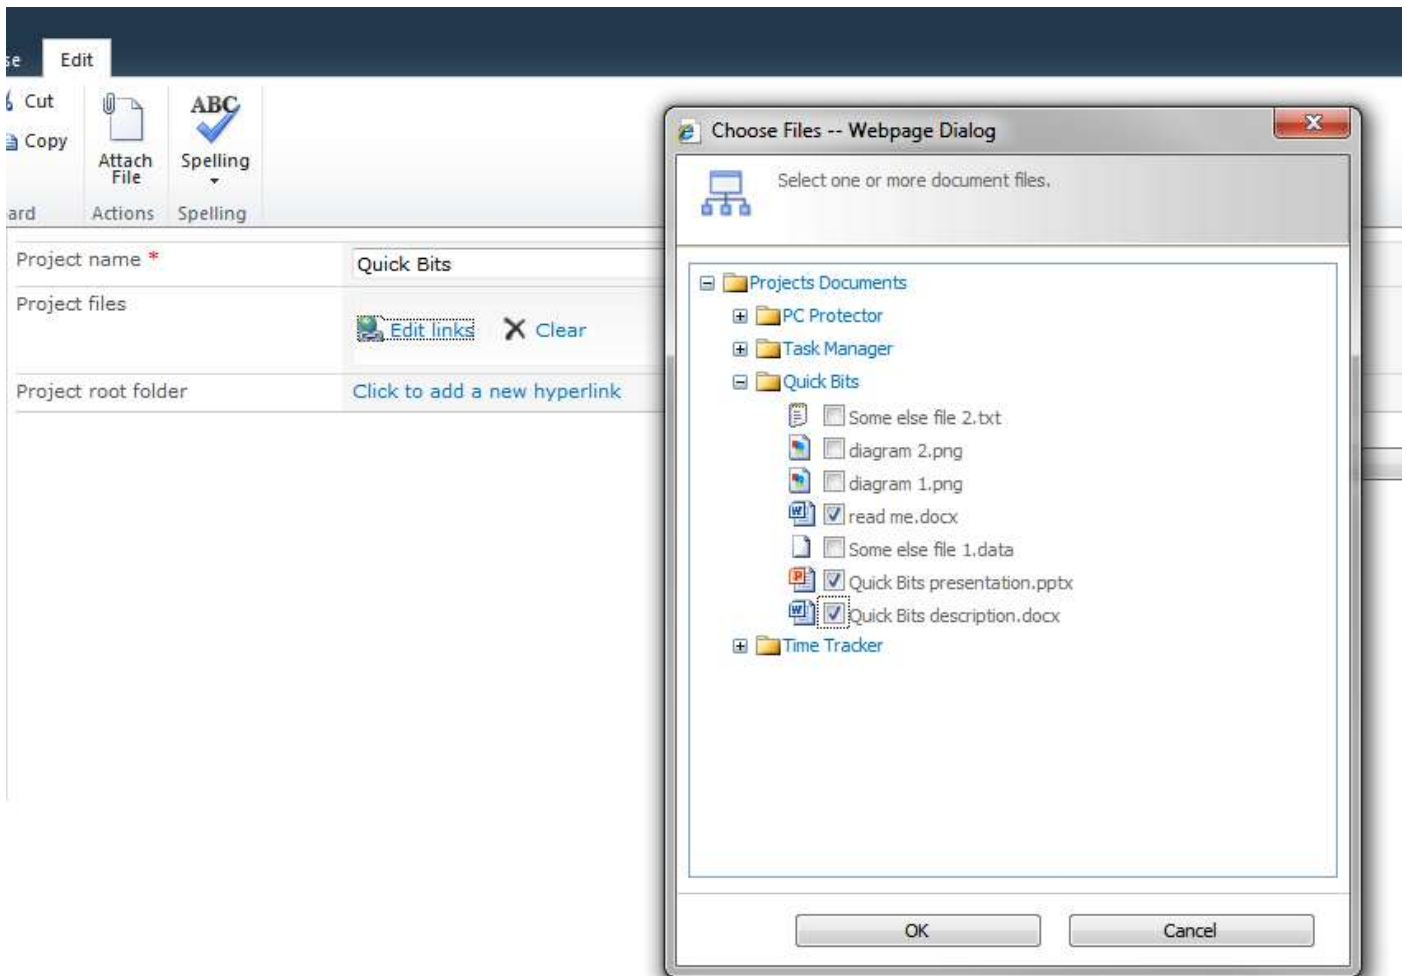 Edit
Cut
Copy
ABC
Attach
File
Spelling
Actions
Spelling
Project name *
Quick Bits
Project files
Edit links
Clear
Project root folder
Click to add a new hyperlink
Choose Files -- Webpage Dialog
Select one or more document files.
Projects Documents
PC Protector
Task Manager
Quick Bits
Some else file 2.txt
diagram 2.png
diagram 1.png
read me.docx
Some else file 1.data
Quick Bits presentation.pptx
Quick Bits description.docx
Time Tracker
OK
Cancel